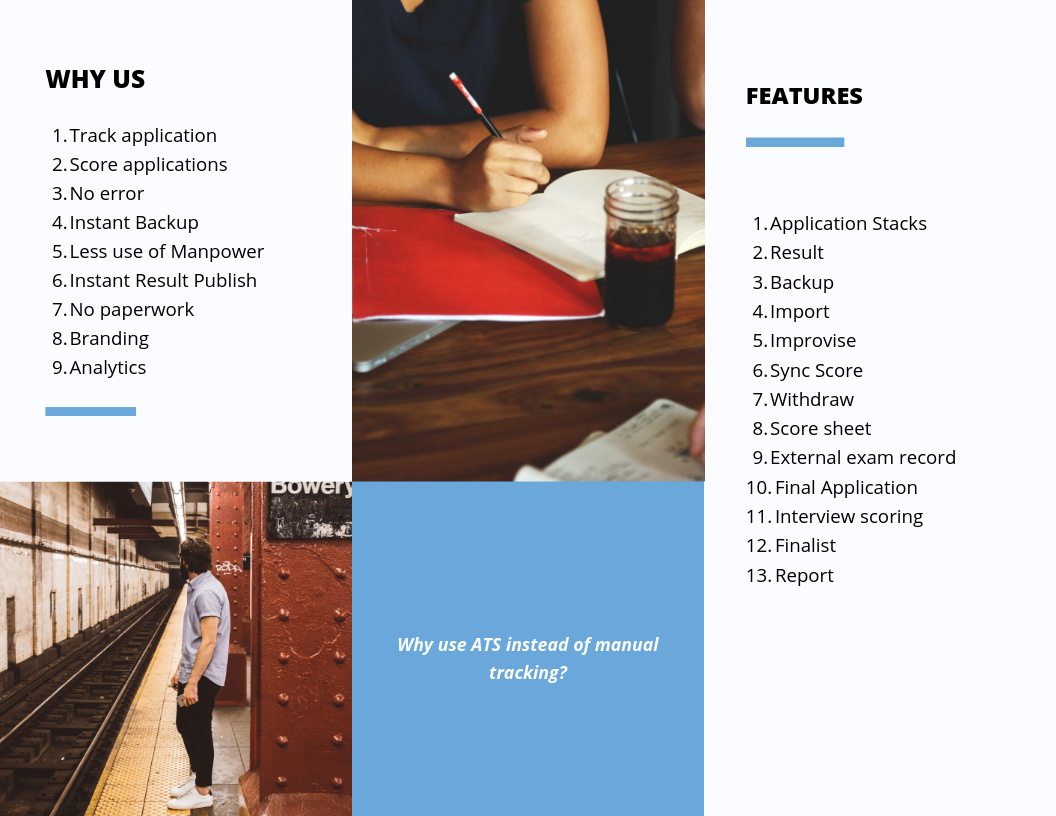 WHY US
1. Track application
2. Score applications
3. No error
4. Instant Backup
5. Less use of Manpower
6. Instant Result Publish
7. No paperwork
8. Branding
9. Analytics
Bowery
Why use ATS instead of manual
tracking?
FEATURES
1. Application Stacks
2. Result
3. Backup
4. Import
5. Improvise
6. Sync Score
7. Withdraw
8. Score sheet
9. External exam record
10. Final Application
11. Interview scoring
12. Finalist
13. Report